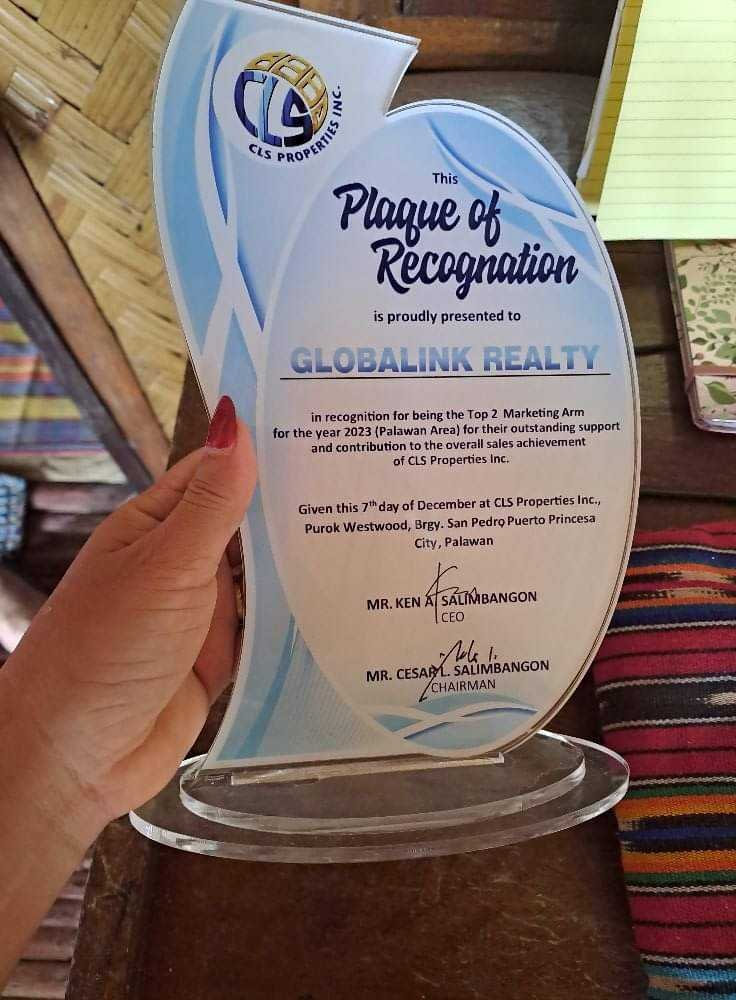 CLS
CLS PROPERTIES INC.
This
Plaque of
Recognation
is proudly presented to
GLOBALINK REALTY
in recognition for being the Top 2 Marketing Arm
for the year 2023 (Palawan Area) for their outstanding support
and contribution to the overall sales achievement
of CLS Properties Inc.
Given this 7th day of December at CLS Properties Inc.,
Purok Westwood, Brgy. San Pedro Puerto Princesa
City, Palawan
MR. KEN A. SALIMBANGON
CEO
MR. CESAR L. SALIMBANGON
CHAIRMAN